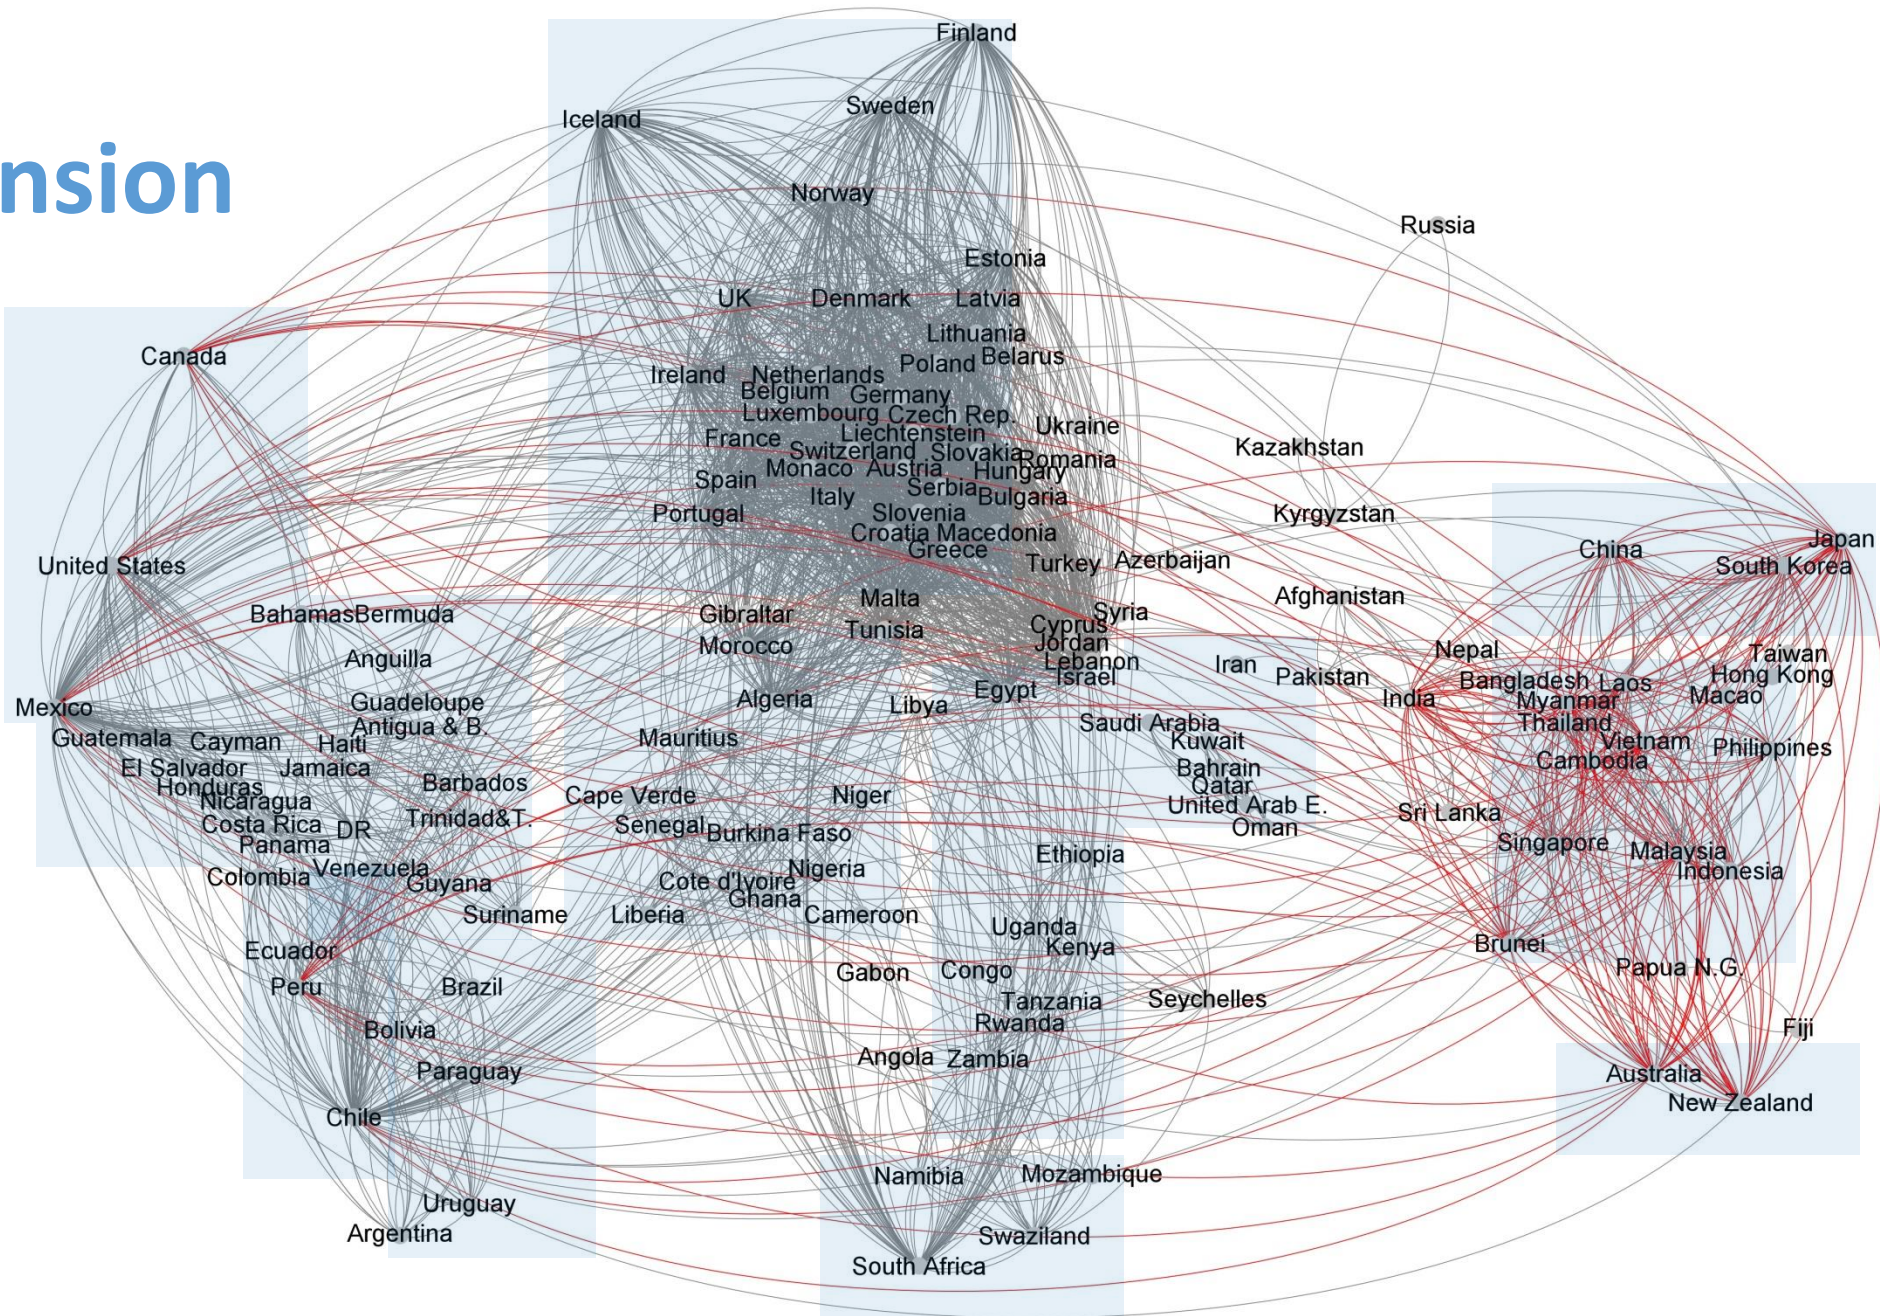 nsion
Finland
Sweden
Iceland
Norway
Russia
Estonia
UK
Denmark
Latvia
Lithuania
Canada
Poland
Belarus
Ireland
Netherlands
Belgium
Germany
Luxembourg
Czech Rep.
Ukraine
France
Liechtenstein
Kazakhstan
Switzerland
Slovakia
Romania
Monaco
Austria
Hungary
Spain
Serbia
Italy
Bulgaria
Portugal
Slovenia
Kyrgyzstan
Croatia
Macedonia
Greece
Japan
China
Turkey
Azerbaijan
South Korea
United States
Malta
Afghanistan
Bahamas
Bermuda
Gibraltar
Syria
Cyprus
Tunisia
Jordan
Morocco
Nepal
Taiwan
Anguilla
Lebanon
Iran
Israel
Pakistan
Hong Kong
Bangladesh
Laos
Egypt
Macao
Algeria
India
Myanmar
Guadeloupe
Libya
Mexico
Antigua & B.
Saudi Arabia
Thailand
Guatemala
Cayman
Haiti
Mauritius
Kuwait
Vietnam
Philippines
El Salvador
Jamaica
Bahrain
Cambodia
Honduras
Barbados
Qatar
Nicaragua
Cape Verde
Niger
United Arab E.
Sri Lanka
Costa Rica
DR
Trinidad&T.
Senegal
Burkina Faso
Oman
Panama
Singapore
Malaysia
Ethiopia
Venezuela
Nigeria
Indonesia
Colombia
Guyana
Cote d'Ivoire
Ghana
Suriname
Liberia
Cameroon
Uganda
Ecuador
Kenya
Brunei
Peru
Brazil
Gabon
Congo
Papua N.G.
Tanzania
Seychelles
Bolivia
Rwanda
Fiji
Paraguay
Angola
Zambia
Australia
Chile
New Zealand
Namibia
Mozambique
Uruguay
Argentina
Swaziland
South Africa